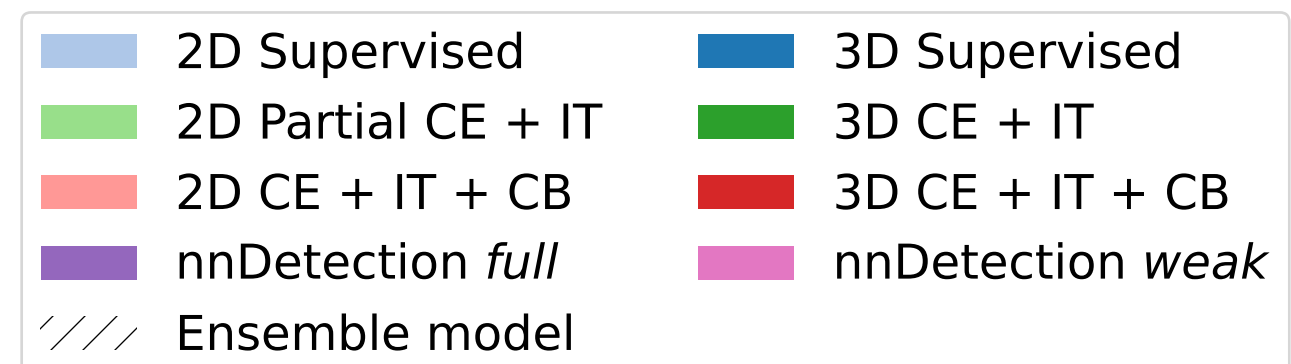 2D Supervised
3D Supervised
2D Partial CE + IT
3D CE + IT
2D CE + IT + CB
3D CE + IT + CB
nnDetection full
nnDetection weak
Ensemble model